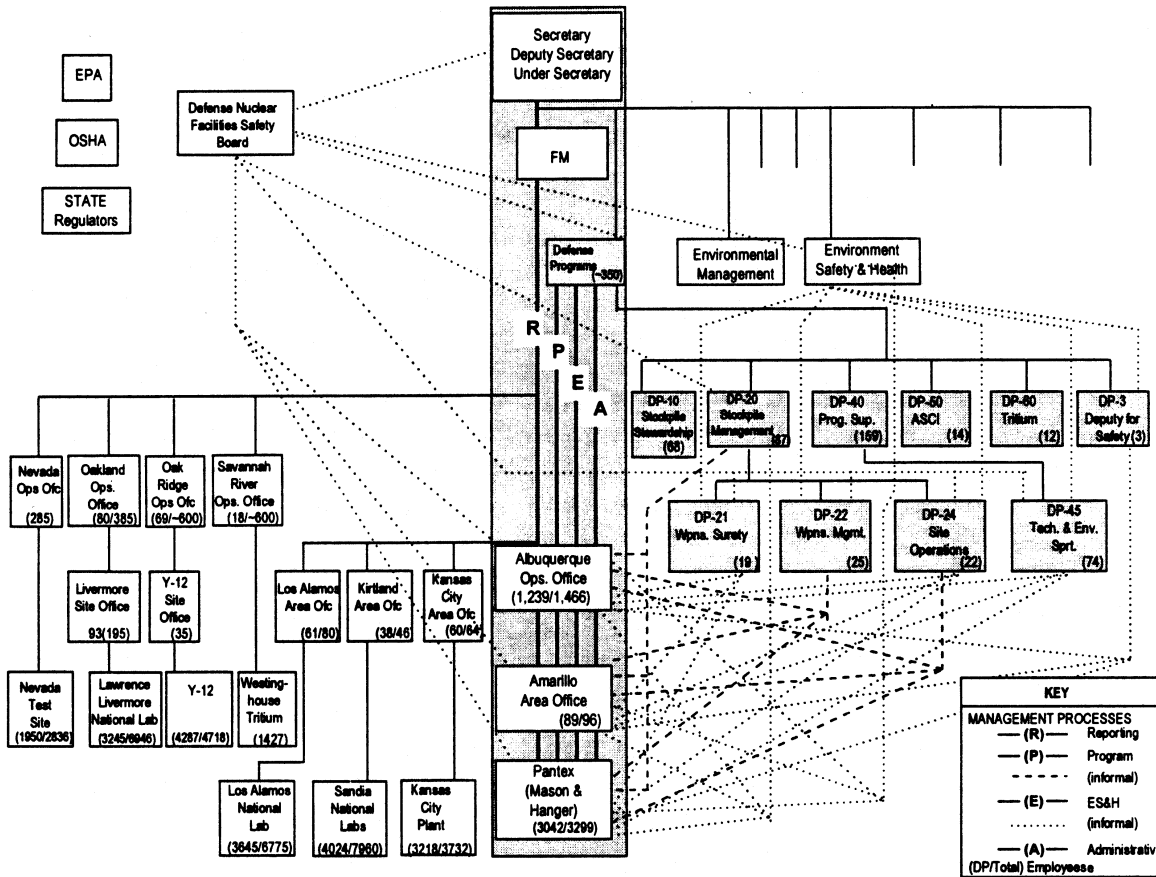 Secretary
Deputy Secretary
Under Secretary
EPA
Defense Nuclear
Facilities Safety
Board
OSHA
FM
STATE
Regulators
Defense
Programs
(~350)
Environmental
Management
Environment
Safety & Health
R
P
E
A
DP-10
Stockpile
Stewardship
(68)
DP-20
Stockpile
Management
(87)
DP-40
Prog. Sup.
(159)
DP-50
ASCI
(14)
DP-60
Tritium
(12)
DP-3
Deputy for
Safety (3)
Nevada
Ops Ofc
(285)
Oakland
Ops.
Office
(80/385)
Oak
Ridge
Ops Ofc
(69/~600)
Savannah
River
Ops. Office
(18/~600)
DP-21
Wpns. Surety
(19)
DP-22
Wpns. Mgmt.
(25)
DP-24
Site
Operations
(22)
DP-45
Tech. & Env.
Sprt.
(74)
Albuquerque
Ops. Office
(1,239/1,466)
Livermore
Site Office
93(195)
Y-12
Site
Office
(35)
Los Alamos
Area Ofc
(61/80)
Kirtland
Area Ofc
(38/46)
Kansas
City
Area Ofc
(60/64)
Nevada
Test
Site
(1950/2836)
Lawrence
Livermore
National Lab
(3245/6946)
Y-12
(4287/4718)
Westing-
house
Tritium
(1427)
Amarillo
Area Office
(89/96)
Los Alamos
National
Lab
(3645/6775)
Sandia
National
Labs
(4024/7960)
Kansas
City
Plant
(3218/3732)
Pantex
(Mason &
Hanger)
(3042/3299)
KEY
MANAGEMENT PROCESSES
(R) Reporting
(P) Program
(informal)
(E) ES&H
(informal)
(A) Administrativ
(DP/Total) Employeese